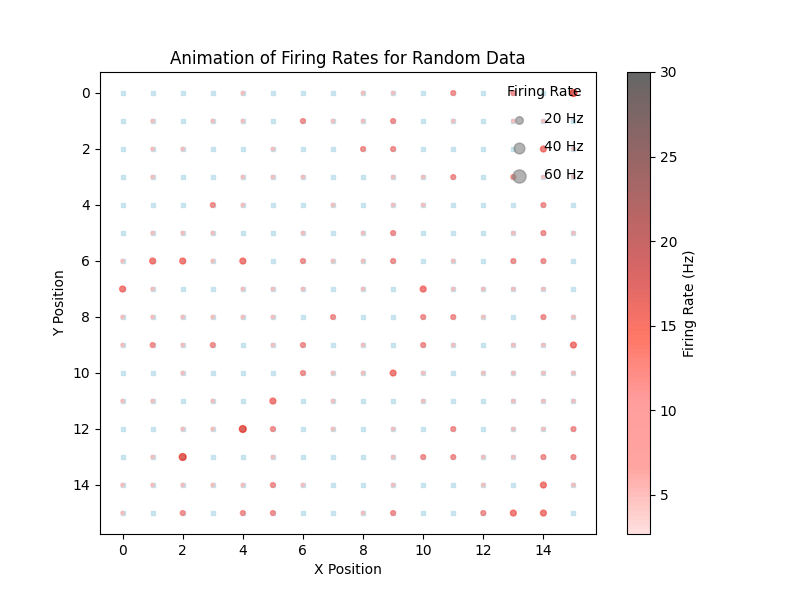 Animation of Firing Rates for Random Data
Firing Rate
20 Hz
40 Hz
60 Hz
0
2
4
6
8
10
12
14
Y Position
0 2 4 6 8 10 12 14
X Position
30
25
20
15
10
5
Firing Rate (Hz)